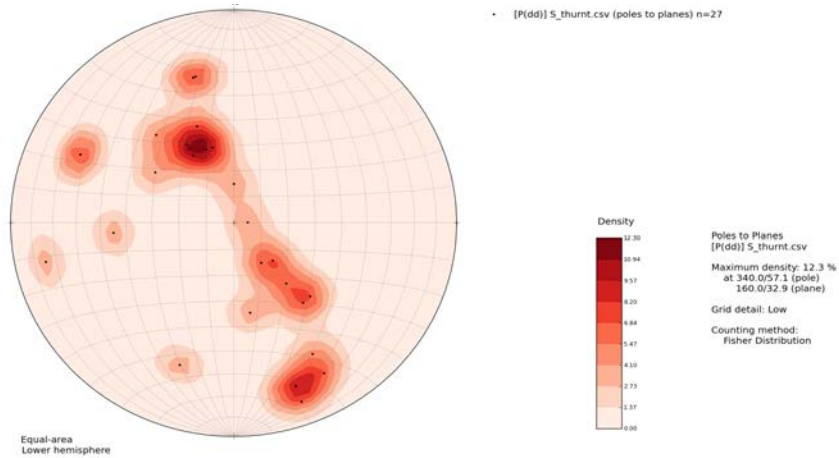 [P(dd)] S_thurnt.csv (poles to planes) n=27
Density
12.30
10.94
9.57
8.20
6.84
5.47
4.10
2.73
1.37
0.00
Poles to Planes
[P(dd)] S_thurnt.csv
Maximum density: 12.3 %
at 340.0/57.1 (pole)
160.0/32.9 (plane)
Grid detail: Low
Counting method:
Fisher Distribution
Equal-area
Lower hemisphere